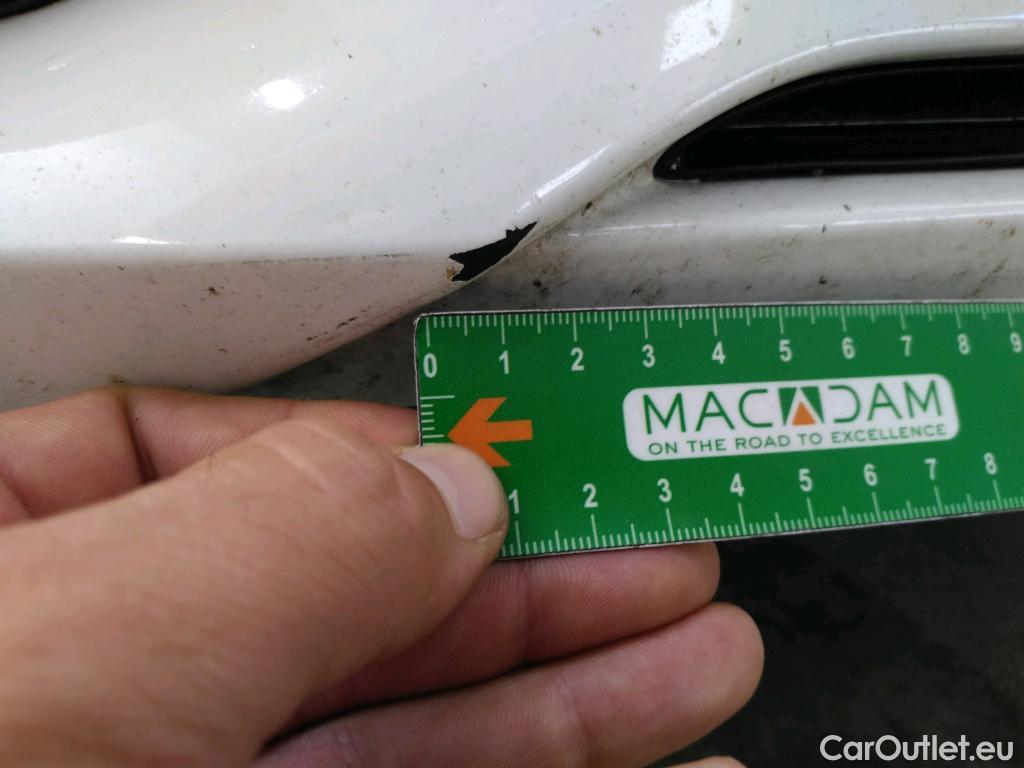 0 1 2 3 4 5 6 7 8 9
MACADAM
ON THE ROAD TO EXCELLENCE
1 2 3 4 5 6 7 8
CarOutlet.eu